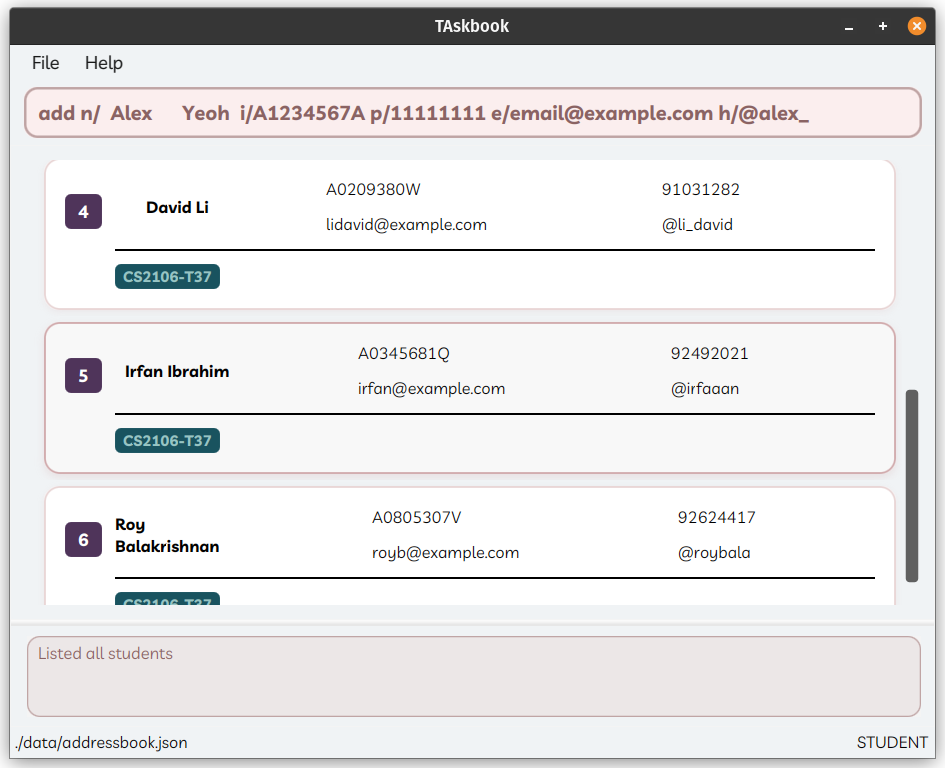 TAskbook
File Help
add n/  Alex      Yeoh  i/A1234567A p/11111111 e/email@example.com h/@alex_
4
David Li
A0209380W
91031282
lidavid@example.com
@li_david
CS2106-T37
5
Irfan Ibrahim
A0345681Q
92492021
irfan@example.com
@irfaaan
CS2106-T37
6
Roy
Balakrishnan
A0805307V
92624417
royb@example.com
@roybala
CS2106-T37
Listed all students
./data/addressbook.json
STUDENT